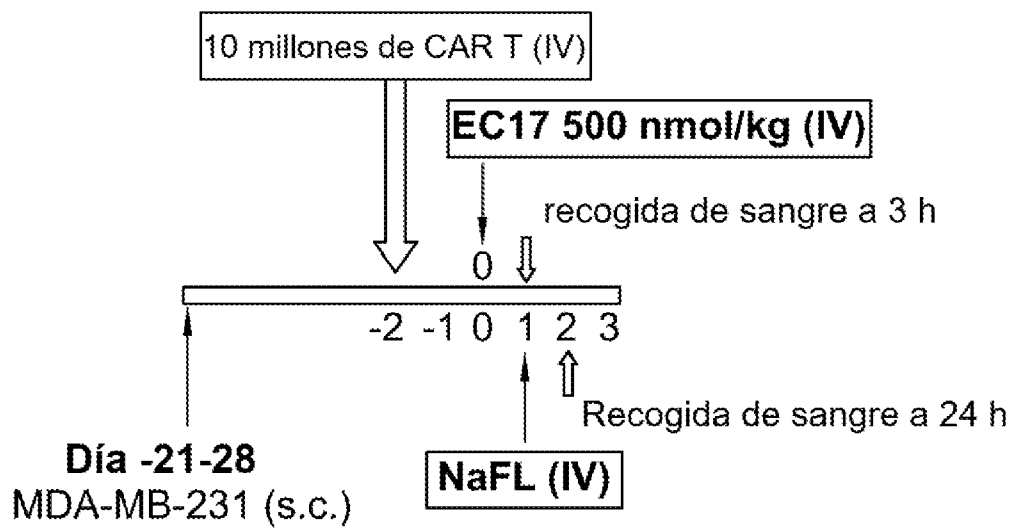 10 millones de CAR T (IV)
EC17 500 nmol/kg (IV)
recogida de sangre a 3 h
0
-2 -1 0 1 2 3
Recogida de sangre a 24 h
Día -21-28
MDA-MB-231 (s.c.)
NaFL (IV)